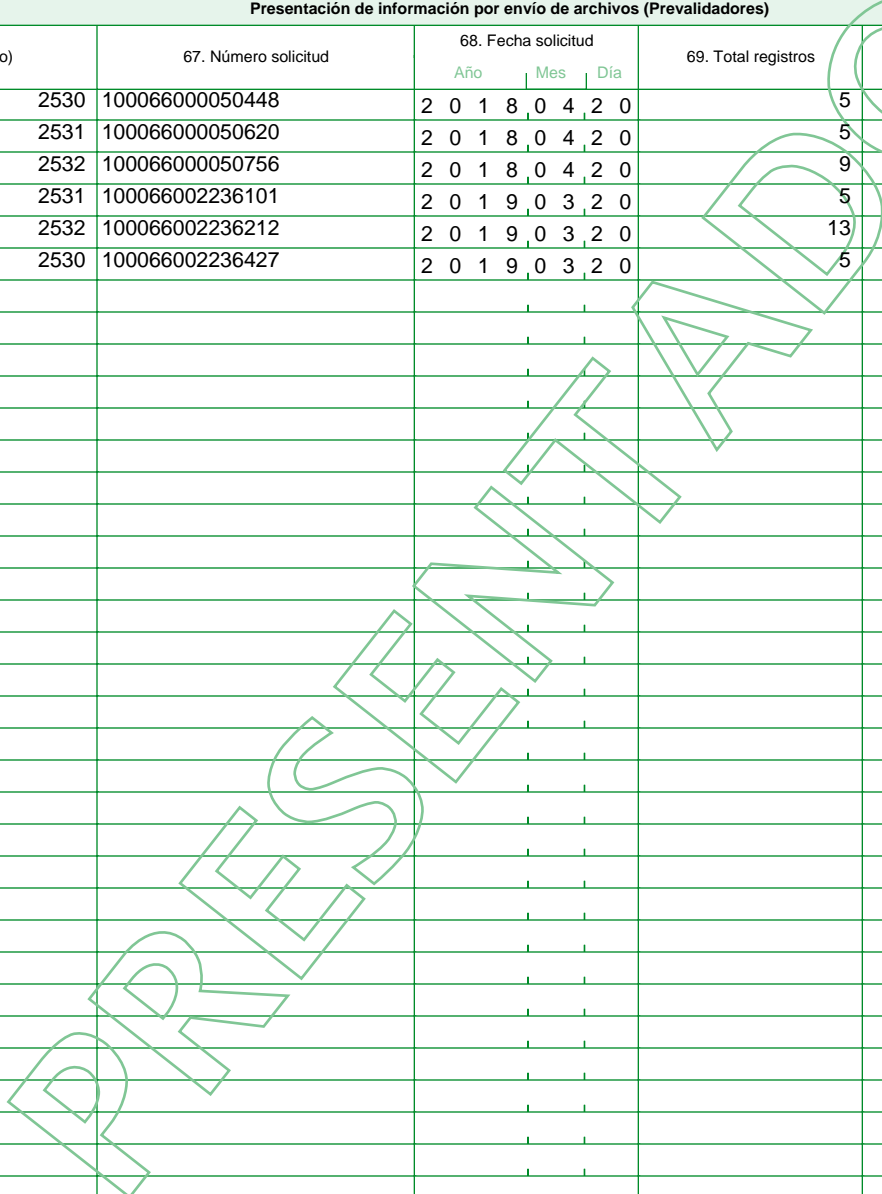 Presentación de información por envío de archivos (Prevalidadores)
o) 67. Número solicitud 68. Fecha solicitud 69. Total registros
Año Mes Día
2530 100066000050448 2 0 1 8 0 4 2 0 5
2531 100066000050620 2 0 1 8 0 4 2 0 5
2532 100066000050756 2 0 1 8 0 4 2 0 9
2531 100066002236101 2 0 1 9 0 3 2 0 5
2532 100066002236212 2 0 1 9 0 3 2 0 13
2530 100066002236427 2 0 1 9 0 3 2 0 5
PRESENTADO